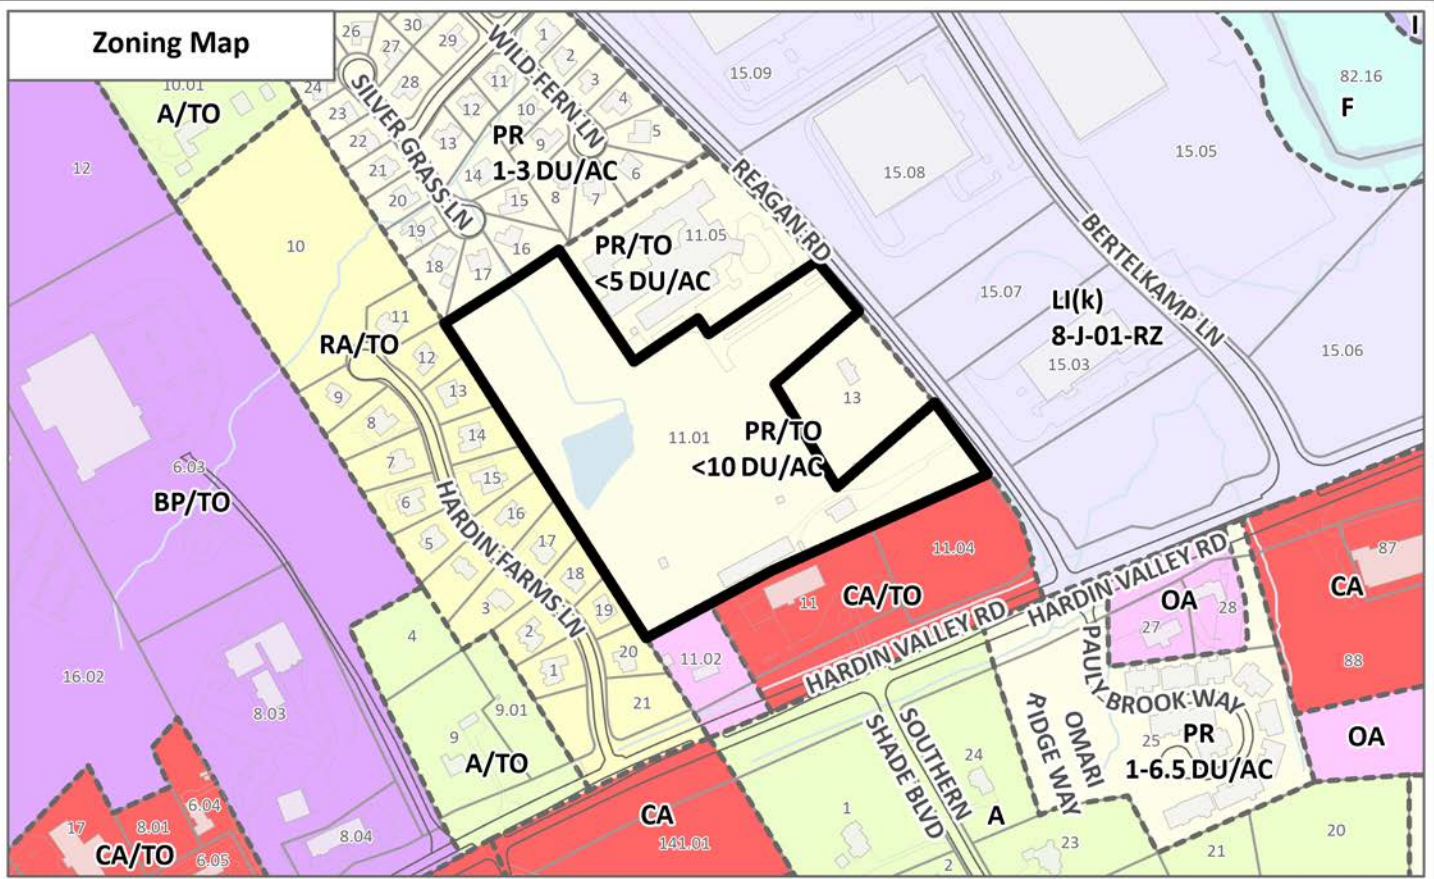 Zoning Map
I
26
30
27
29
28
WILD FERN LN
1
2
3
4
5
6
7
8
9
10
11
12
13
14
15
16
17
18
19
20
21
22
23
24
SILVER GRASS LN
PR
1-3 DU/AC
10.01
A/TO
12
10
15.09
15.08
15.05
82.16
F
REAGAN RD
BERTELKAMP LN
PR/TO
<5 DU/AC
11.05
15.07
LI(k)
8-J-01-RZ
15.03
15.06
RA/TO
11
12
13
14
15
16
17
18
19
20
21
9
8
7
6
5
3
2
1
HARDIN FARMS LN
13
11.01
PR/TO
<10 DU/AC
6.03
BP/TO
11.04
CA/TO
11
11.02
HARDIN VALLEY RD
HARDIN VALLEY RD
OA
27
28
87
CA
88
4
9.01
9
A/TO
16.02
8.03
8.04
6.04
17
8.01
CA/TO
6.05
CA
141.01
SOUTHERN
SHADE BLVD
1
2
24
A
23
PAULY BROOK WAY
OMARI
RIDGE WAY
25
PR
1-6.5 DU/AC
OA
20
21